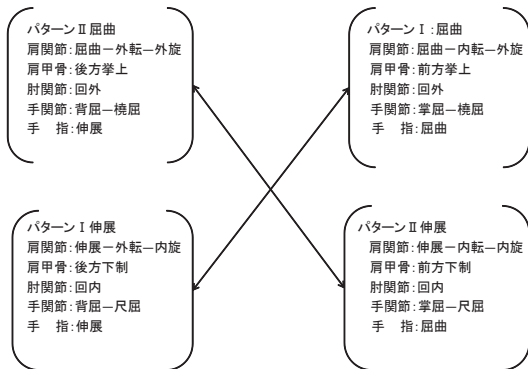 パターンⅡ屈曲
肩関節:屈曲－外転―外旋
肩甲骨:後方挙上
肘関節:回外
手関節:背屈―橈屈
手　指:伸展
パターンⅠ:屈曲
肩関節:屈曲－内転―外旋
肩甲骨:前方挙上
肘関節:回外
手関節:掌屈―橈屈
手　指:屈曲
パターンⅠ伸展
肩関節:伸展－外転―内旋
肩甲骨:後方下制
肘関節:回内
手関節:背屈―尺屈
手　指:伸展
パターンⅡ伸展
肩関節:伸展－内転―内旋
肩甲骨:前方下制
肘関節:回内
手関節:掌屈―尺屈
手　指:屈曲